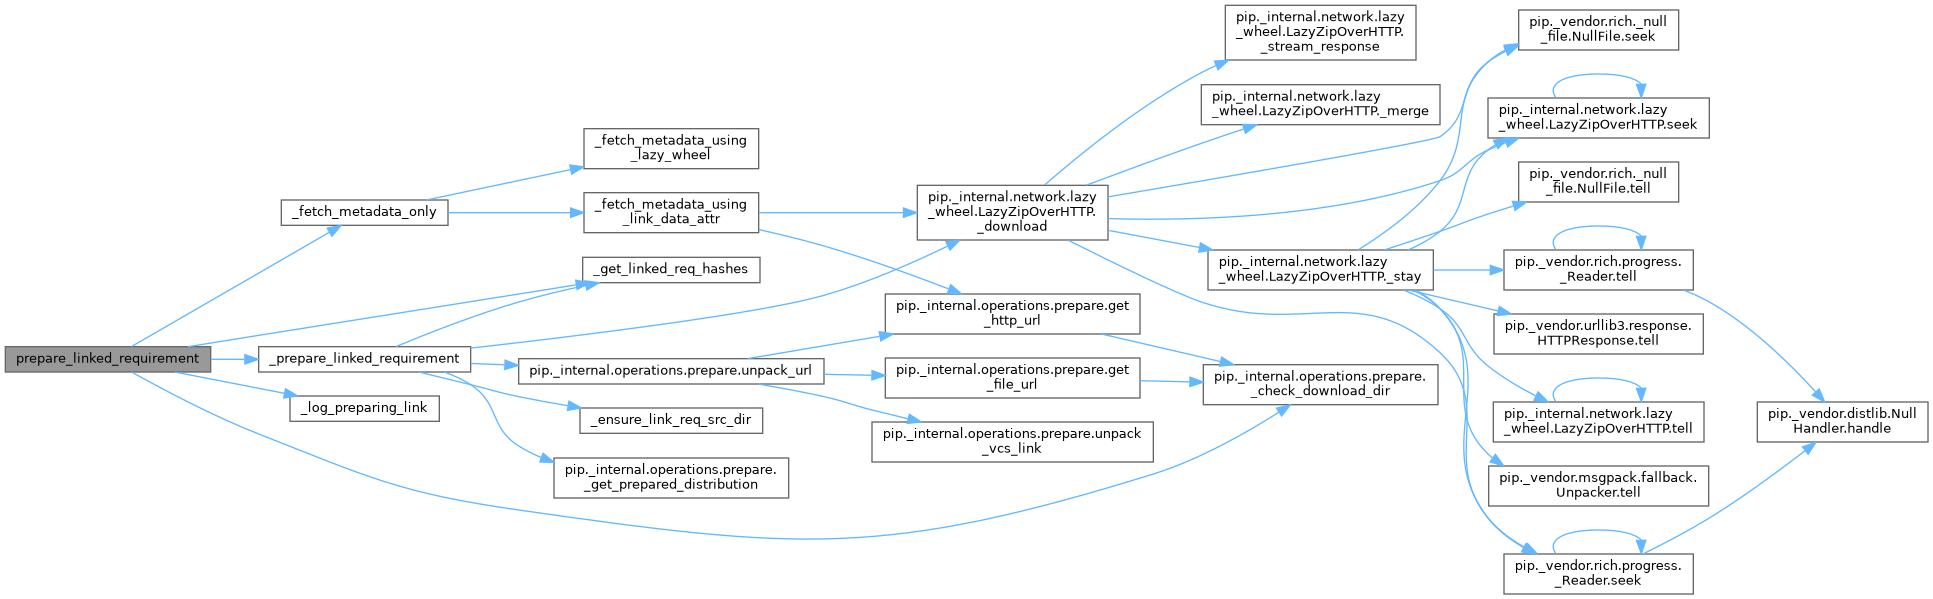 prepare_linked_requirement
_fetch_metadata_only
_get_linked_req_hashes
_prepare_linked_requirement
_log_preparing_link
_fetch_metadata_using
_lazy_wheel
_fetch_metadata_using
_link_data_attr
pip._internal.operations.prepare.unpack_url
_ensure_link_req_src_dir
pip._internal.operations.prepare.
_get_prepared_distribution
pip._internal.network.lazy
_wheel.LazyZipOverHTTP.
_download
pip._internal.operations.prepare.get
_http_url
pip._internal.operations.prepare.get
_file_url
pip._internal.operations.prepare.unpack
_vcs_link
pip._internal.network.lazy
_wheel.LazyZipOverHTTP.
_stream_response
pip._internal.network.lazy
_wheel.LazyZipOverHTTP._merge
pip._internal.network.lazy
_wheel.LazyZipOverHTTP._stay
pip._internal.operations.prepare.
_check_download_dir
pip._vendor.rich._null
_file.NullFile.seek
pip._internal.network.lazy
_wheel.LazyZipOverHTTP.seek
pip._vendor.rich._null
_file.NullFile.tell
pip._vendor.rich.progress.
_Reader.tell
pip._vendor.urllib3.response.
HTTPResponse.tell
pip._internal.network.lazy
_wheel.LazyZipOverHTTP.tell
pip._vendor.msgpack.fallback.
Unpacker.tell
pip._vendor.rich.progress.
_Reader.seek
pip._vendor.distlib.Null
Handler.handle